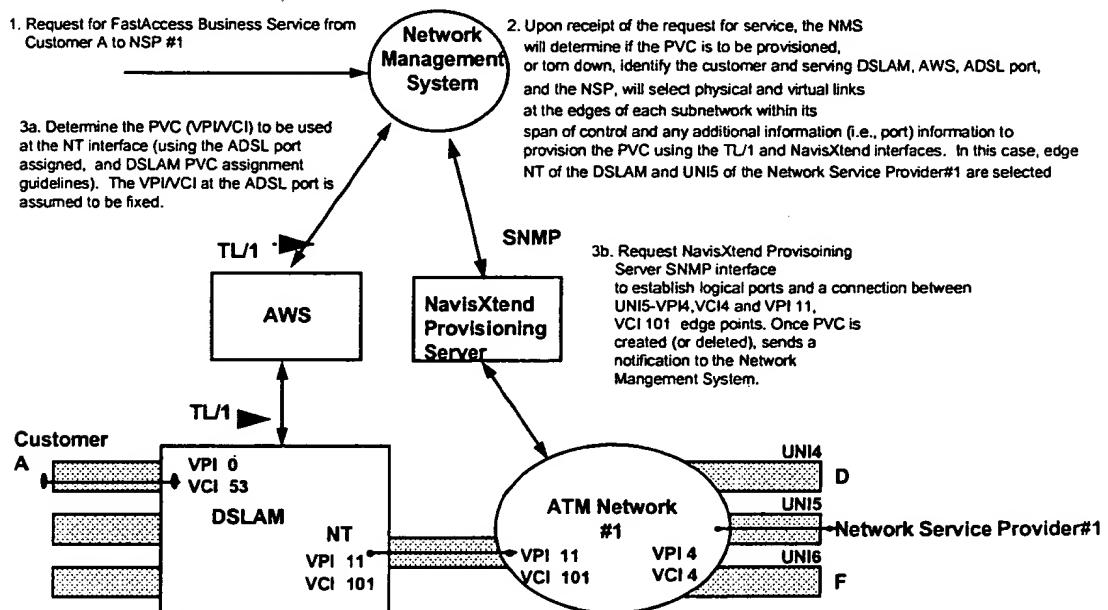 1. Request for FastAccess Business Service from
Customer A to NSP #1
Network
Management
System
2. Upon receipt of the request for service, the NMS
will determine if the PVC is to be provisioned,
or torn down, identify the customer and serving DSLAM, AWS, ADSL port,
and the NSP, will select physical and virtual links
at the edges of each subnetwork within its
span of control and any additional information (i.e., port) information to
provision the PVC using the TL/1 and NavisXtend interfaces. In this case, edge
NT of the DSLAM and UNI5 of the Network Service Provider#1 are selected
3a. Determine the PVC (VPI/VCI) to be used
at the NT interface (using the ADSL port
assigned, and DSLAM PVC assignment
guidelines). The VPI/VCI at the ADSL port is
assumed to be fixed.
TL/1
SNMP
3b. Request NavisXtend Provisoining
Server SNMP interface
to establish logical ports and a connection between
UNI5-VPI4,VCI4 and VPI 11,
VCI 101 edge points. Once PVC is
created (or deleted), sends a
notification to the Network
Mangement System.
AWS
NavisXtend
Provisioning
Server
TL/1
Customer
A
VPI 0
VCI 53
DSLAM
NT
VPI 11
VCI 101
ATM Network
#1
VPI 11
VCI 101
VPI 4
VCI 4
UNI4
D
UNI5
Network Service Provider#1
UNI6
F